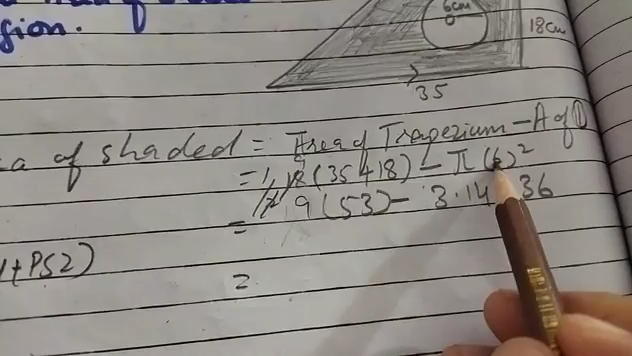 gion.
6cm
18cm
35
a of shaded = Area of Trapezium - A of
= 1/2 18 (35+18) - π(6)²
= 9(53) - 3.14 36
1+PS2)
=